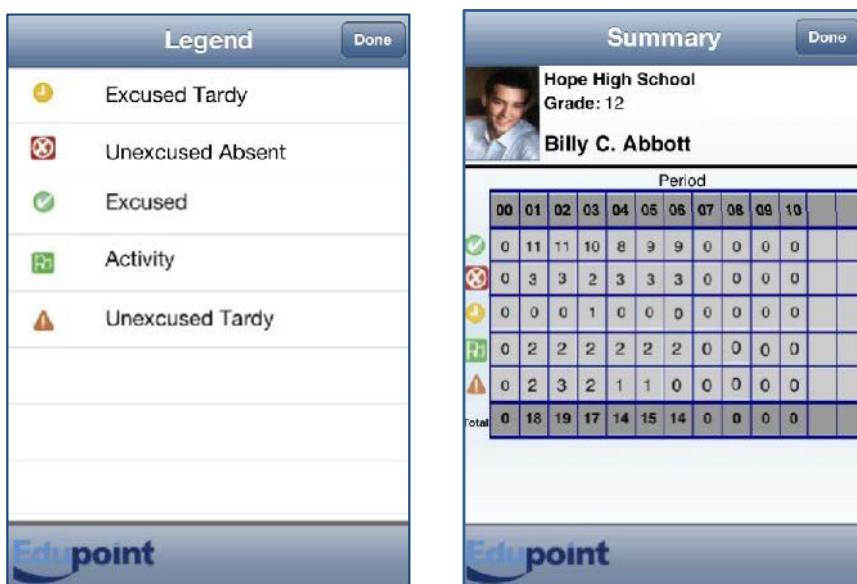 Legend
Done
Excused Tardy
Unexcused Absent
Excused
Activity
Unexcused Tardy
Edupoint
Summary
Done
Hope High School
Grade: 12
Billy C. Abbott
Period
00 01 02 03 04 05 06 07 08 09 10
0 11 11 10 8 9 9 0 0 0 0
0 3 3 2 3 3 3 0 0 0 0
0 0 0 1 0 0 0 0 0 0 0
0 2 2 2 2 2 2 0 0 0 0
0 2 3 2 1 1 0 0 0 0 0
Total 0 18 19 17 14 15 14 0 0 0 0
Edupoint